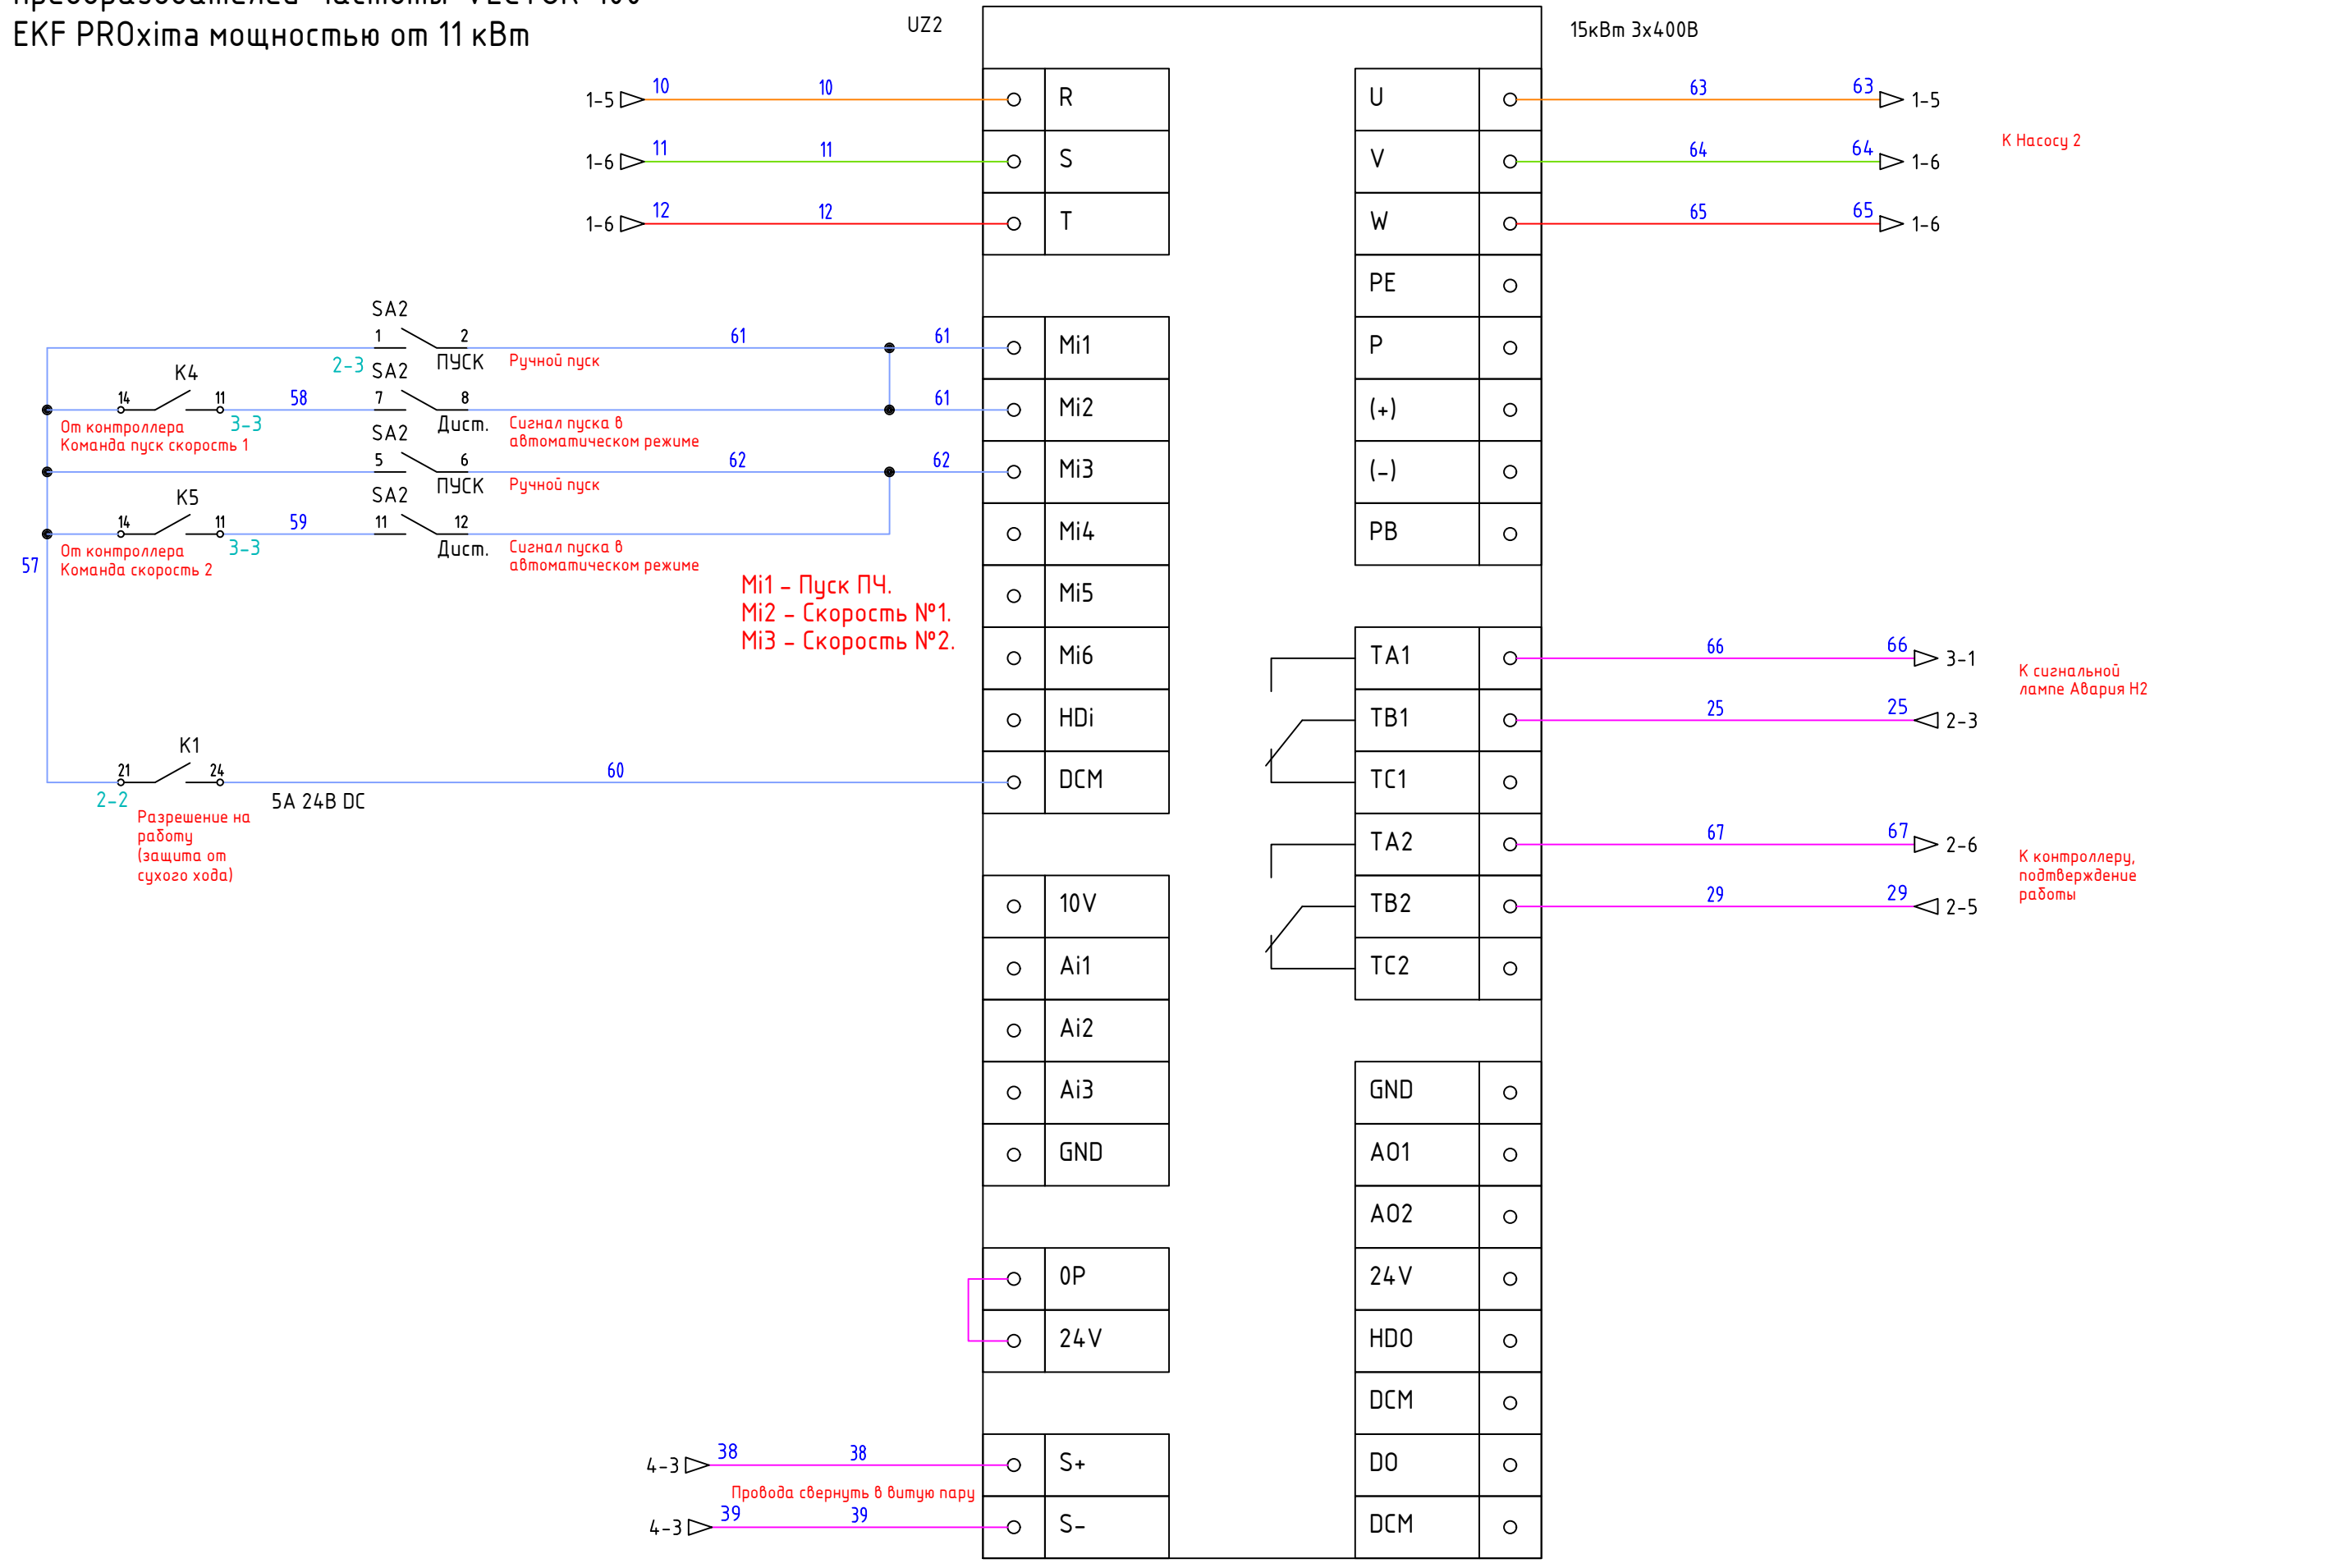 преобразователей частоты VECTOR-100
EKF PROxima мощностью от 11 кВт
UZ2
15кВт 3х400В
1-5
10
10
R
U
63
63
1-5
1-6
11
11
S
V
64
64
1-6
К Насосу 2
1-6
12
12
T
W
65
65
1-6
PE
SA2
1
2
2-3
ПУСК
Ручной пуск
61
61
Mi1
P
K4
14
11
3-3
58
SA2
7
8
Дист.
61
Mi2
(+)
От контроллера
Команда пуск скорость 1
Сигнал пуска в
автоматическом режиме
SA2
5
6
ПУСК
Ручной пуск
62
62
Mi3
(-)
K5
14
11
3-3
59
SA2
11
12
Дист.
Mi4
PB
От контроллера
Команда скорость 2
Сигнал пуска в
автоматическом режиме
57
Mi1 - Пуск ПЧ.
Mi2 - Скорость №1.
Mi3 - Скорость №2.
Mi5
Mi6
TA1
66
66
3-1
К сигнальной
лампе Авария Н2
HDi
TB1
25
25
2-3
K1
21
24
2-2
60
5А 24В DC
DCM
TC1
Разрешение на
работу
(защита от
сухого хода)
TA2
67
67
2-6
К контроллеру,
подтверждение
работы
10V
TB2
29
29
2-5
Ai1
TC2
Ai2
Ai3
GND
GND
AO1
AO2
0P
24V
24V
HDO
DCM
4-3
38
38
S+
DO
Провода свернуть в витую пару
4-3
39
39
S-
DCM